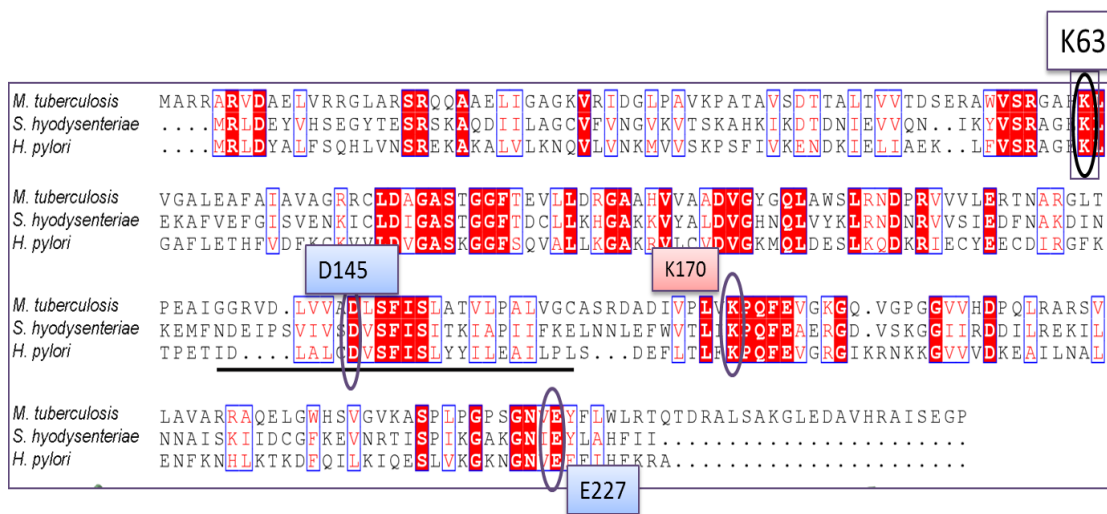 K63
M. tuberculosis MARRARVDAELVRRGLARSRQQAAELIGAGKVRIDGLPAVKPATAVSDTTALTVVTDSERAWVSRGAHKL
S. hyodysenteriae ....MRLDEYVHSEGYTESRSKAQDIILAGCVFVNGVKVTSKAHKIKDTDNIEVVQN..IKYVSRAGEKL
H. pylori ....MRLDYALFSQHLVNSREKAKALVLKNQVLVNKMVVSKPSFIVKENDKIELIAEK..LFVSRAGEKL
M. tuberculosis VGALEAFAIAVAGRRCLDAGASTGGFTEVLLDRGAAHVVAADVGYGQLAWSLRNDPRVVVLERTNARGLT
S. hyodysenteriae EKAFVEFGISVENKICLDIGASTGGFTDCLLKHGAKKVYALDVGHNQLVYKLRNDNRVVSIEDFNAKDIN
H. pylori GAFLETHFVDFKCKVVLDVGASKGGFSQVALLKGAKRVLCVDVGKMQLDESLKQDKRIECYEECDIRGFK
D145
K170
M. tuberculosis PEAIGGRVD.LVVADLSFISLATVLPALVGCASRDADIVPLVKPQFEVGKGQ.VGPGGVVHDPQLRARSV
S. hyodysenteriae KEMFNDEIPSVIVSDVSFISITKIAPIIFKELNNLEFWVTLIKPQFEAERGD.VSKGGIIRDDILREKIL
H. pylori TPETID....LALCDVSFISLYYILEAILPLS..DEFLTLFKPQFEVGRGIKRNKKGVVVDKEAILNAL
M. tuberculosis LAVARRAQELGWHSVGVKASPLPGPSGNVEYFLWLRTQTDRALSAKGLEDAVHRAISEGP
S. hyodysenteriae NNAISKIIDCGFKEVNRTISPIKGAKGNIEYLAHFII......................
H. pylori ENFKNHLKTKDFQILKIQESLVKGKNGNVEFFIHFKRA.....................
E227